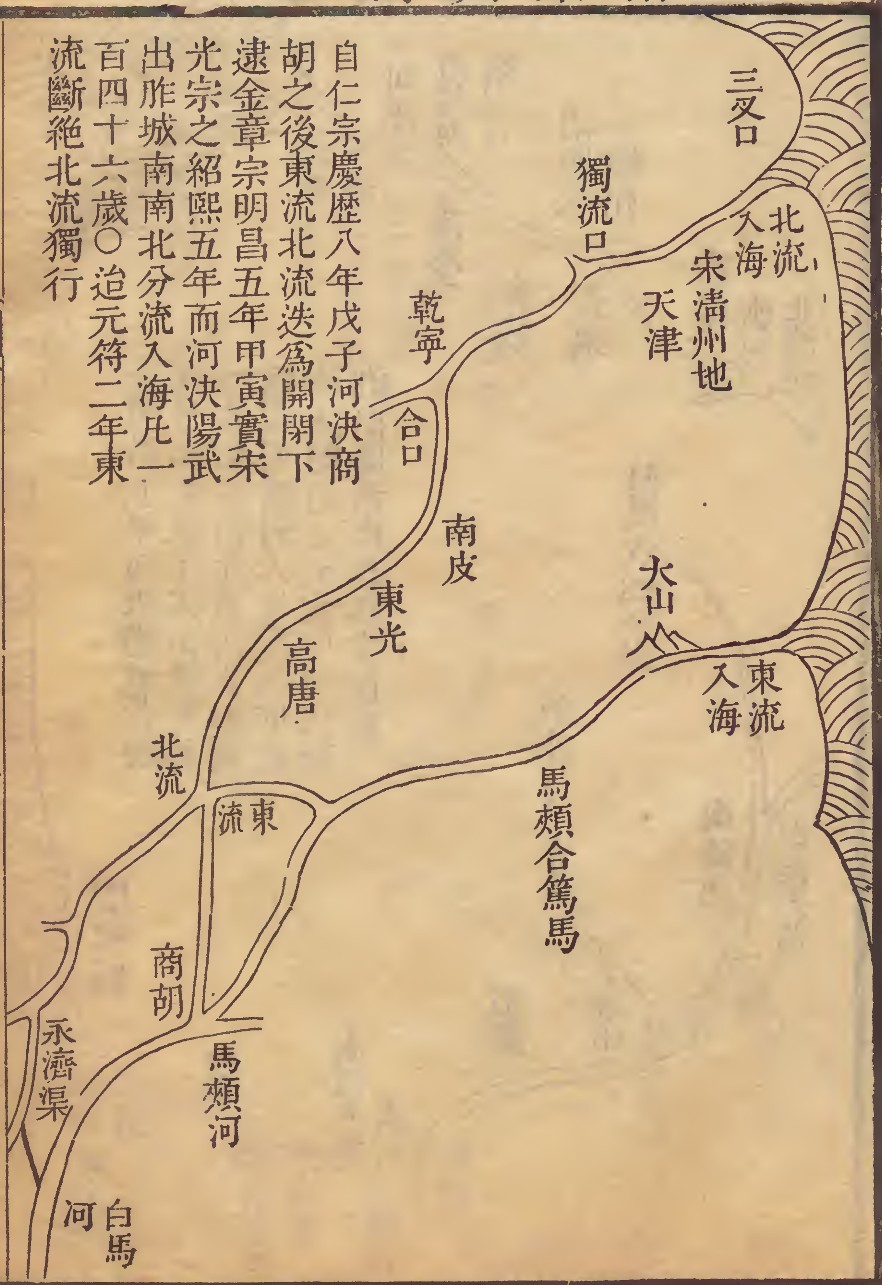 自仁宗慶歷八年戊子河決商
胡之後東流北流迭爲開閉下
逮金章宗明昌五年甲寅實宋
光宗之紹熙五年而河決陽武
出胙城南南北分流入海凡一
百四十六歲○迨元符二年東
流斷絶北流獨行
三叉口
北流
入海
宋清州地
天津
獨流口
乾寧
合口
南皮
東光
高唐
大山
東流
入海
馬頰合篤馬
北流
東流
商胡
馬頰河
永濟渠
白馬
河